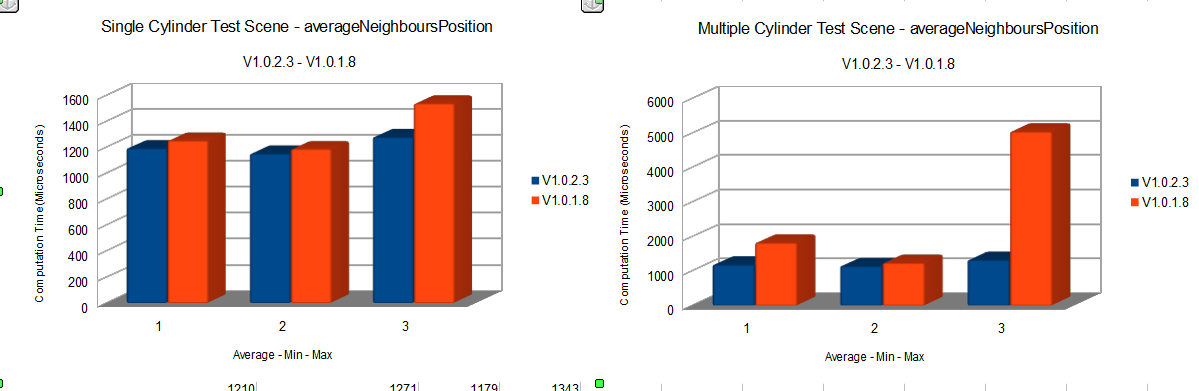 Single Cylinder Test Scene - averageNeighboursPosition
V1.0.2.3 - V1.0.1.8
Computation Time (Microseconds)
1600
1400
1200
1000
800
600
400
200
0
1 2 3
Average - Min - Max
V1.0.2.3
V1.0.1.8
Multiple Cylinder Test Scene - averageNeighboursPosition
V1.0.2.3 - V1.0.1.8
Computation Time (Microseconds)
6000
5000
4000
3000
2000
1000
0
1 2 3
Average - Min - Max
V1.0.2.3
V1.0.1.8
1210 1271 1179 1343